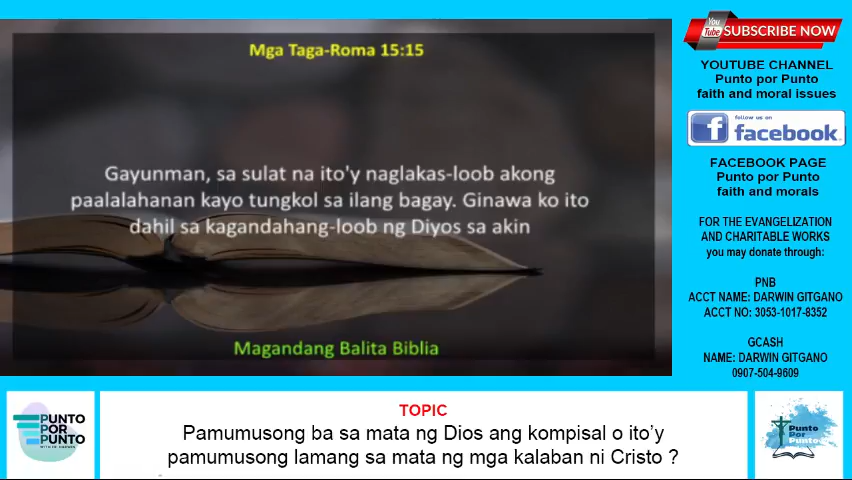 Mga Taga-Roma 15:15
Gayunman, sa sulat na ito'y naglakas-loob akong
paalalahanan kayo tungkol sa ilang bagay. Ginawa ko ito
dahil sa kagandahang-loob ng Diyos sa akin
Magandang Balita Biblia
You
Tube
SUBSCRIBE NOW
YOUTUBE CHANNEL
Punto por Punto
faith and moral issues
follow us on
facebook
FACEBOOK PAGE
Punto por Punto
faith and morals
FOR THE EVANGELIZATION
AND CHARITABLE WORKS
you may donate through:
PNB
ACCT NAME: DARWIN GITGANO
ACCT NO: 3053-1017-8352
GCASH
NAME: DARWIN GITGANO
0907-504-9609
PUNTO
POR
PUNTO
TOPIC
Pamumusong ba sa mata ng Dios ang kompisal o ito'y
pamumusong lamang sa mata ng mga kalaban ni Cristo ?
Punto
Por
Punto